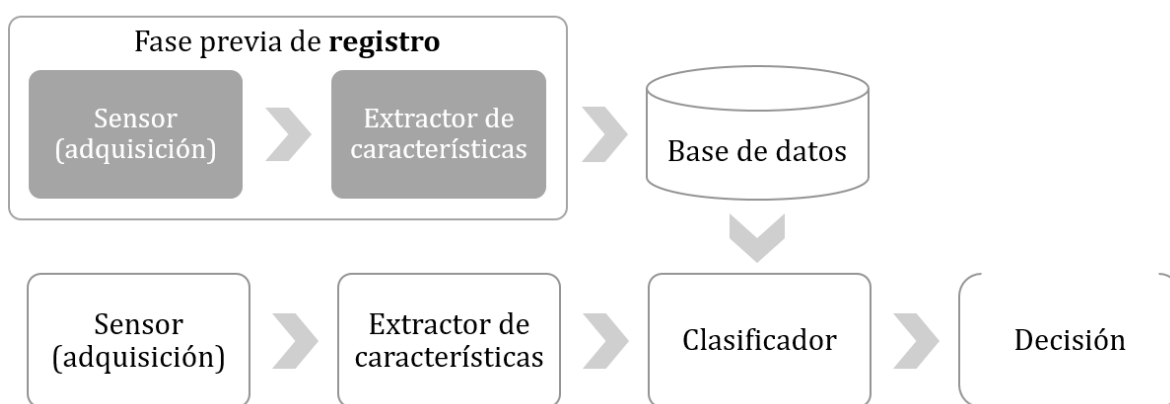 Fase previa de registro
Sensor
(adquisición)
Extractor de
características
Base de datos
Sensor
(adquisición)
Extractor de
características
Clasificador
Decisión